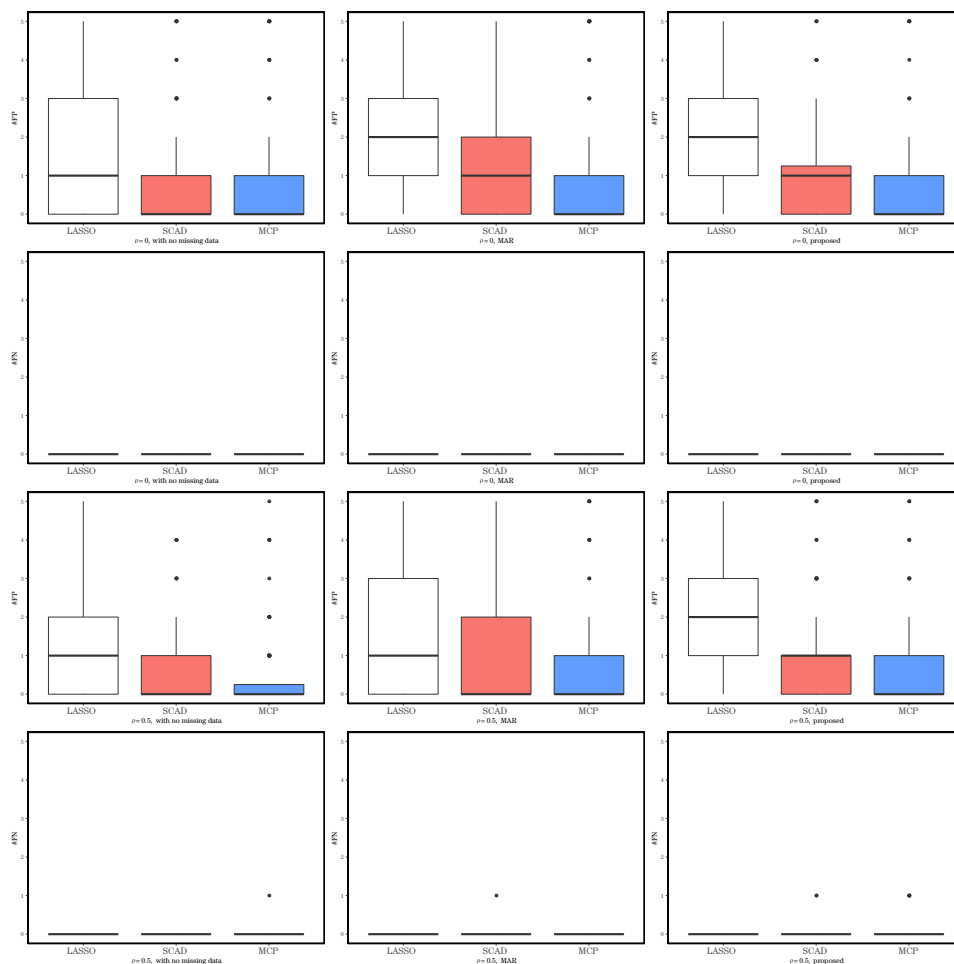 5
4
3
2
1
0
#FP
LASSO SCAD MCP
ρ = 0, with no missing data
5
4
3
2
1
0
#FP
LASSO SCAD MCP
ρ = 0, MAR
5
4
3
2
1
0
#FP
LASSO SCAD MCP
ρ = 0, proposed
5
4
3
2
1
0
#FN
LASSO SCAD MCP
ρ = 0, with no missing data
5
4
3
2
1
0
#FN
LASSO SCAD MCP
ρ = 0, MAR
5
4
3
2
1
0
#FN
LASSO SCAD MCP
ρ = 0, proposed
5
4
3
2
1
0
#FP
LASSO SCAD MCP
ρ = 0.5, with no missing data
5
4
3
2
1
0
#FP
LASSO SCAD MCP
ρ = 0.5, MAR
5
4
3
2
1
0
#FP
LASSO SCAD MCP
ρ = 0.5, proposed
5
4
3
2
1
0
#FN
LASSO SCAD MCP
ρ = 0.5, with no missing data
5
4
3
2
1
0
#FN
LASSO SCAD MCP
ρ = 0.5, MAR
5
4
3
2
1
0
#FN
LASSO SCAD MCP
ρ = 0.5, proposed